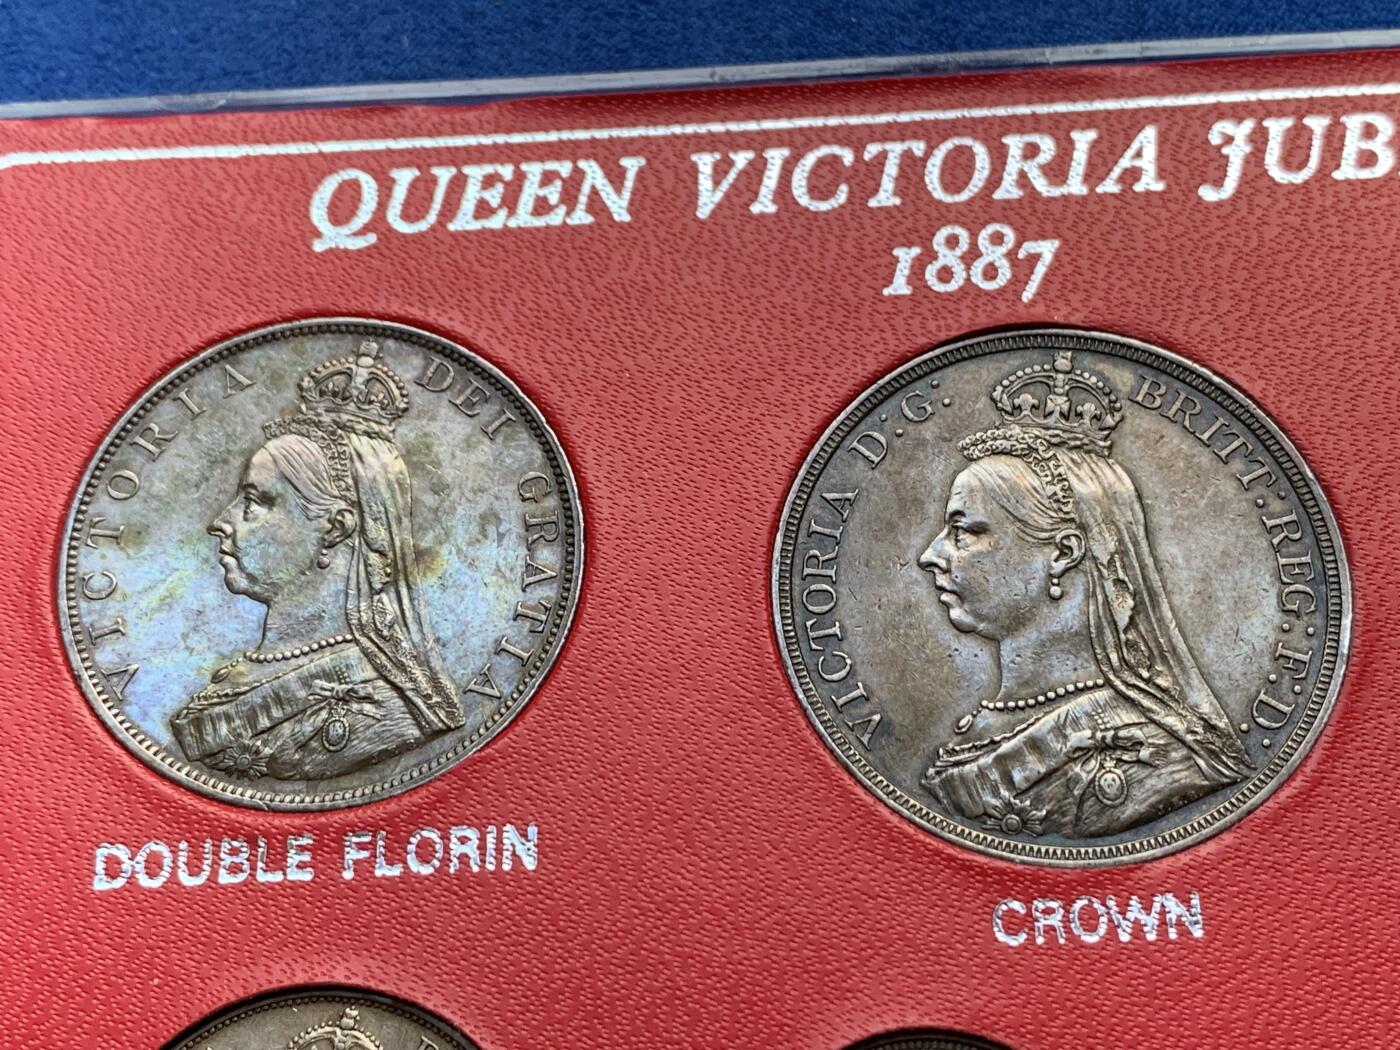 QUEEN VICTORIA JUB
1887
VICTORIA DEI GRATIA
VICTORIA D:G: BRITT:REG:F:D:
DOUBLE FLORIN
CROWN